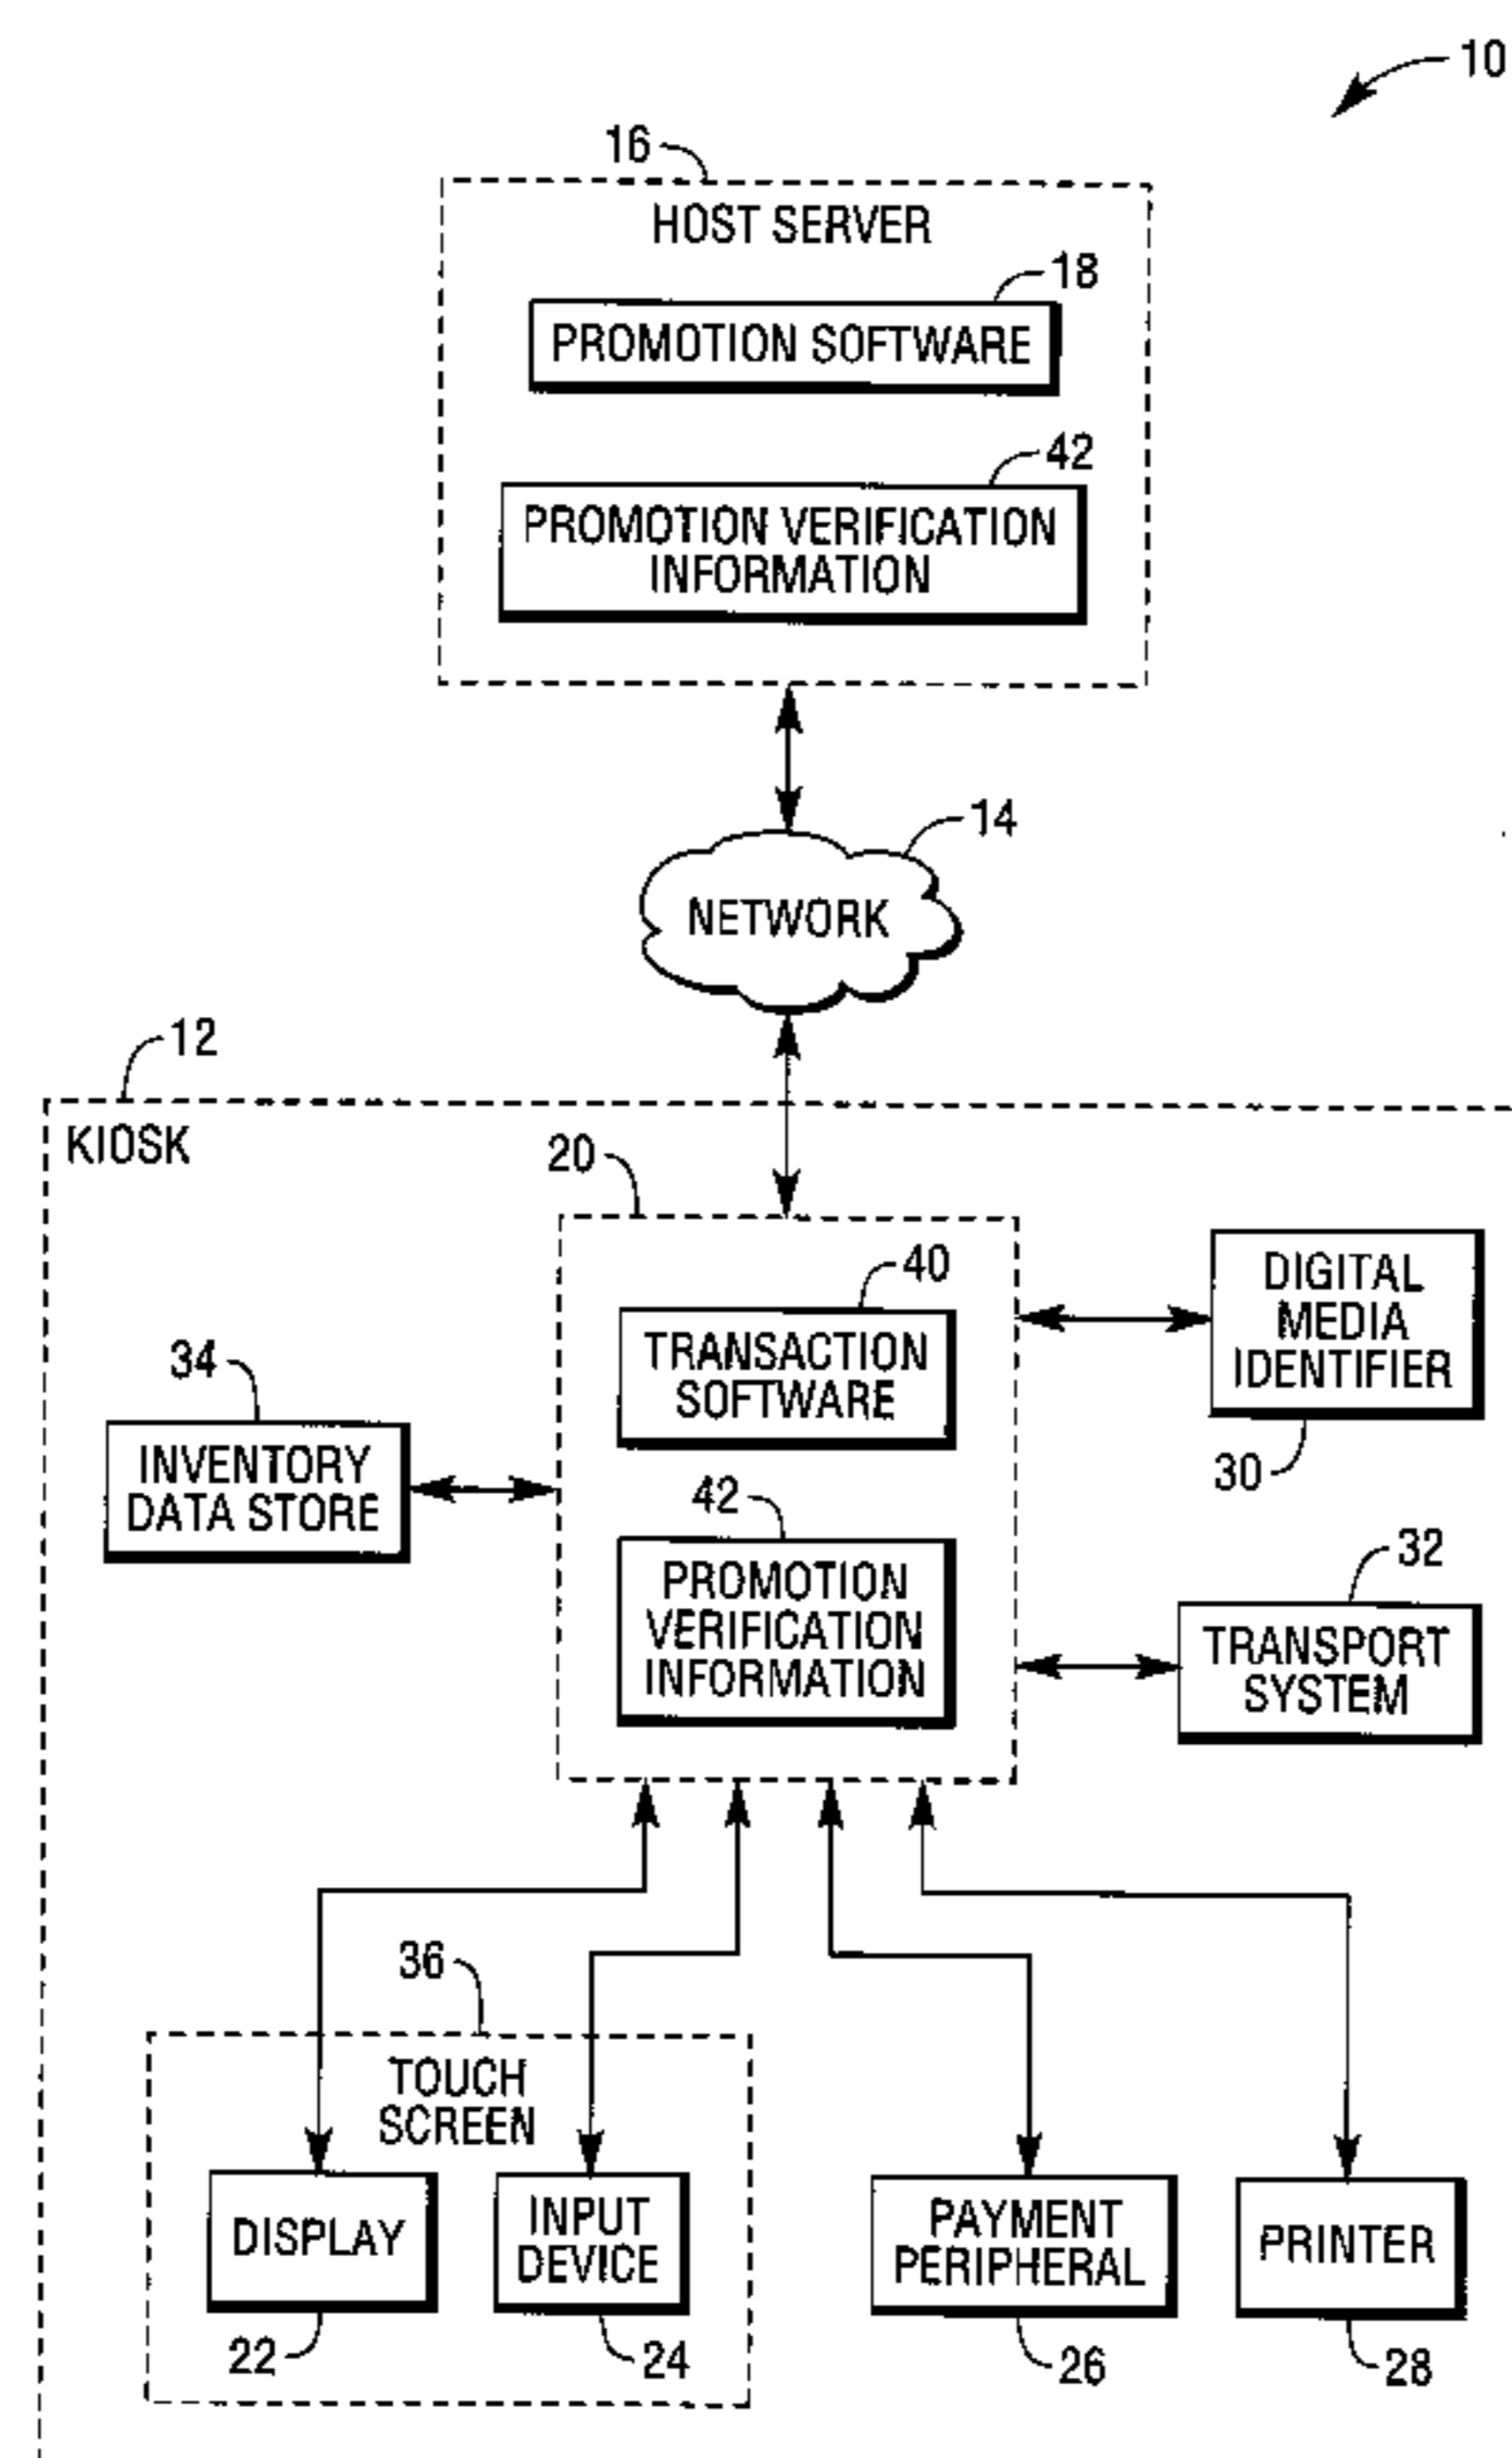 10
16
HOST SERVER
18
PROMOTION SOFTWARE
42
PROMOTION VERIFICATION
INFORMATION
14
NETWORK
12
KIOSK
20
40
TRANSACTION
SOFTWARE
DIGITAL
MEDIA
IDENTIFIER
30
34
INVENTORY
DATA STORE
42
PROMOTION
VERIFICATION
INFORMATION
32
TRANSPORT
SYSTEM
36
TOUCH
SCREEN
DISPLAY
22
INPUT
DEVICE
24
PAYMENT
PERIPHERAL
26
PRINTER
28